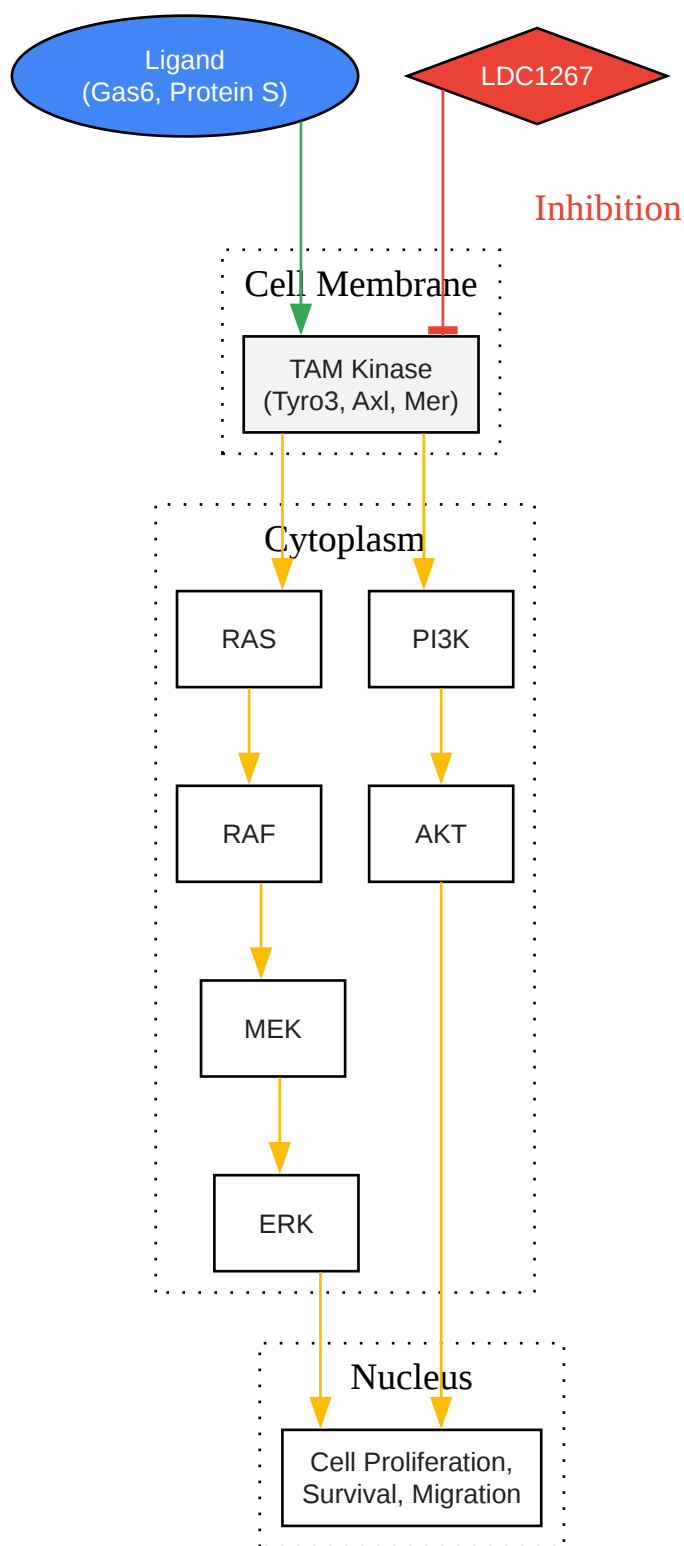 Ligand
(Gas6, Protein S)
LDC1267
Inhibition
Cell Membrane
TAM Kinase
(Tyro3, Axl, Mer)
Cytoplasm
RAS
PI3K
RAF
AKT
MEK
ERK
Nucleus
Cell Proliferation,
Survival, Migration